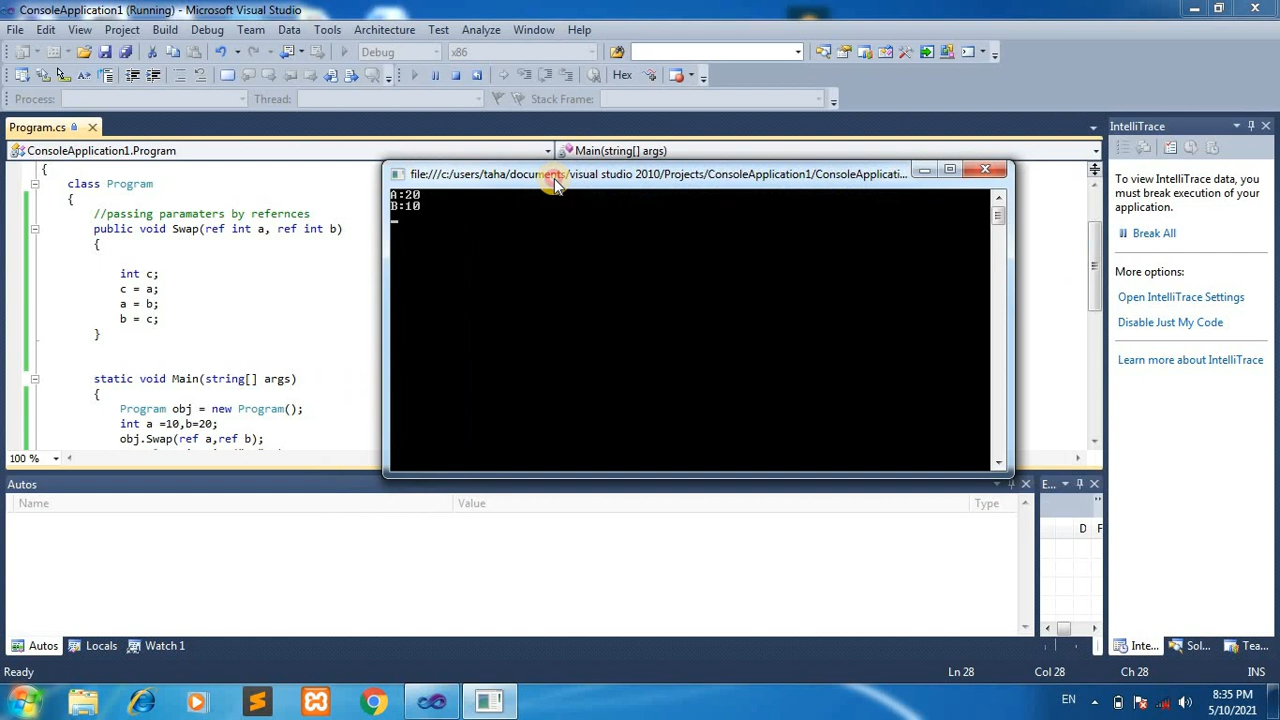 ConsoleApplication1 (Running) - Microsoft Visual Studio
File Edit View Project Build Debug Team Data Tools Architecture Test Analyze Window Help
Debug x86
Hex
Process: Thread: Stack Frame:
Program.cs
ConsoleApplication1.Program
Main(string[] args)
{
class Program
{
//passing paramaters by refernces
public void Swap(ref int a, ref int b)
{
int c;
c = a;
a = b;
b = c;
}
static void Main(string[] args)
{
Program obj = new Program();
int a =10,b=20;
obj.Swap(ref a,ref b);
100 %
file:///c:/users/taha/documents/visual studio 2010/Projects/ConsoleApplication1/ConsoleApplicati...
A:20
B:10
IntelliTrace
To view IntelliTrace data, you
must break execution of your
application.
Break All
More options:
Open IntelliTrace Settings
Disable Just My Code
Learn more about IntelliTrace
Autos
Name Value Type
E...
D F
Autos Locals Watch 1
Inte... Sol... Tea...
Ready Ln 28 Col 28 Ch 28 INS
EN
8:35 PM
5/10/2021